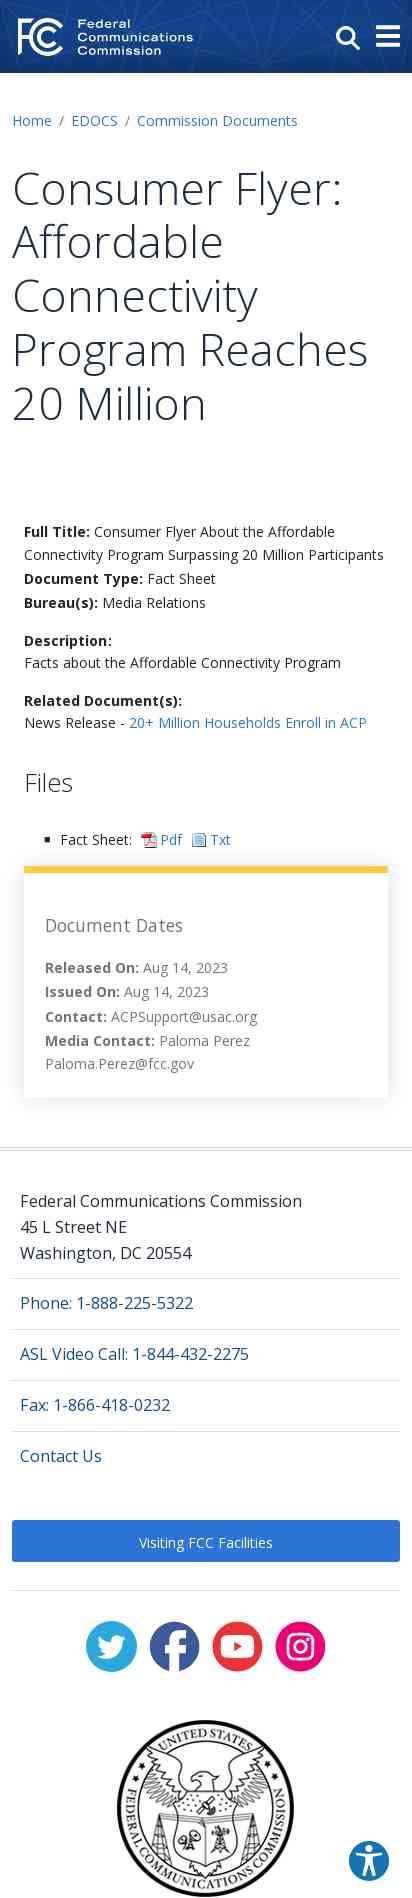 Federal
Communications
Commission
Home / EDOCS / Commission Documents
Consumer Flyer:
Affordable
Connectivity
Program Reaches
20 Million
Full Title: Consumer Flyer About the Affordable
Connectivity Program Surpassing 20 Million Participants
Document Type: Fact Sheet
Bureau(s): Media Relations
Description:
Facts about the Affordable Connectivity Program
Related Document(s):
News Release - 20+ Million Households Enroll in ACP
Files
Fact Sheet: Pdf Txt
Document Dates
Released On: Aug 14, 2023
Issued On: Aug 14, 2023
Contact: ACPSupport@usac.org
Media Contact: Paloma Perez
Paloma.Perez@fcc.gov
Federal Communications Commission
45 L Street NE
Washington, DC 20554
Phone: 1-888-225-5322
ASL Video Call: 1-844-432-2275
Fax: 1-866-418-0232
Contact Us
Visiting FCC Facilities
UNITED STATES
FEDERAL COMMUNICATIONS COMMISSION